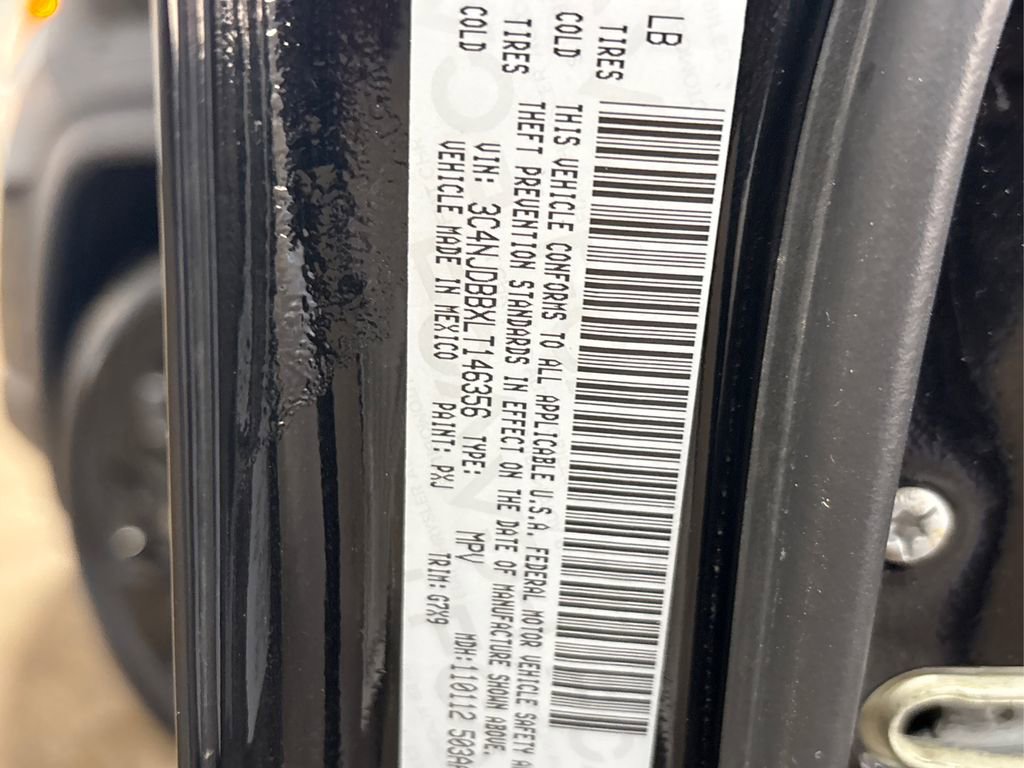 LB
TIRES
COLD
THIS VEHICLE CONFORMS TO ALL APPLICABLE U.S.A. FEDERAL MOTOR VEHICLE SAFETY
TIRES
THEFT PREVENTION STANDARDS IN EFFECT ON THE DATE OF MANUFACTURE SHOWN ABOVE.
COLD
VIN: 3C4NJDBBXLT146356 TYPE: MPV
VEHICLE MADE IN MEXICO PAINT: PXJ TRIM: G7X9 MDH:110112